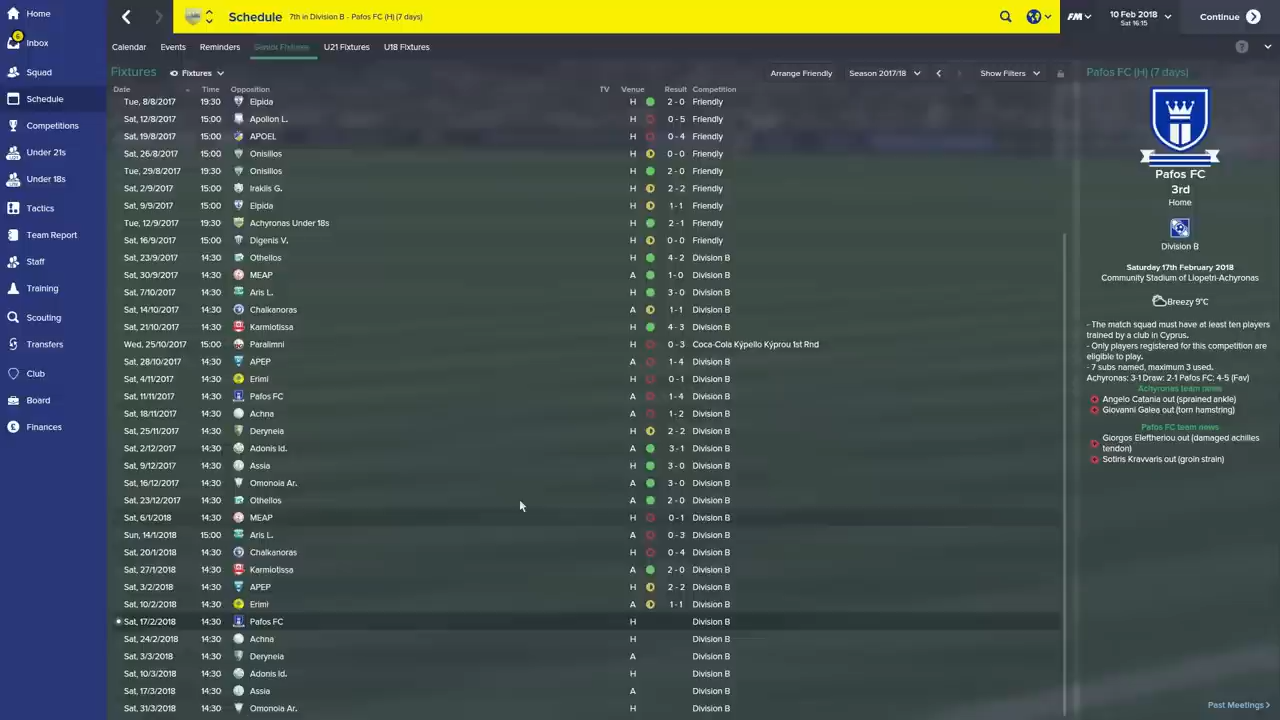 Home
Schedule
7th in Division B - Pafos FC (H) (7 days)
FM
10 Feb 2018
Sat 16:15
Continue
6
Inbox
Squad
Schedule
Competitions
Under 21s
Under 18s
Tactics
Team Report
Staff
Training
Scouting
Transfers
Club
Board
Finances
Calendar
Events
Reminders
Senior Fixtures
U21 Fixtures
U18 Fixtures
?
Fixtures
Fixtures
Arrange Friendly
Season 2017/18
Show Filters
Date Time Opposition TV Venue Result Competition
Tue, 8/8/2017 19:30 Elpida H 2 - 0 Friendly
Sat, 12/8/2017 15:00 Apollon L. H 0 - 5 Friendly
Sat, 19/8/2017 15:00 APOEL H 0 - 4 Friendly
Sat, 26/8/2017 15:00 Onisillos H 0 - 0 Friendly
Tue, 29/8/2017 19:30 Onisillos H 2 - 0 Friendly
Sat, 2/9/2017 15:00 Iraklis G. H 2 - 2 Friendly
Sat, 9/9/2017 15:00 Elpida H 1 - 1 Friendly
Tue, 12/9/2017 19:30 Achyronas Under 18s H 2 - 1 Friendly
Sat, 16/9/2017 15:00 Digenis V. H 0 - 0 Friendly
Sat, 23/9/2017 14:30 Othellos H 4 - 2 Division B
Sat, 30/9/2017 14:30 MEAP A 1 - 0 Division B
Sat, 7/10/2017 14:30 Aris L. H 3 - 0 Division B
Sat, 14/10/2017 14:30 Chalkanoras A 1 - 1 Division B
Sat, 21/10/2017 14:30 Karmiotissa H 4 - 3 Division B
Wed, 25/10/2017 15:00 Paralimni H 0 - 3 Coca-Cola Kýpello Kýprou 1st Rnd
Sat, 28/10/2017 14:30 APEP A 1 - 4 Division B
Sat, 4/11/2017 14:30 Erimi H 0 - 1 Division B
Sat, 11/11/2017 14:30 Pafos FC A 1 - 4 Division B
Sat, 18/11/2017 14:30 Achna A 1 - 2 Division B
Sat, 25/11/2017 14:30 Deryneia H 2 - 2 Division B
Sat, 2/12/2017 14:30 Adonis Id. A 3 - 1 Division B
Sat, 9/12/2017 14:30 Assia H 3 - 0 Division B
Sat, 16/12/2017 14:30 Omonoia Ar. A 3 - 0 Division B
Sat, 23/12/2017 14:30 Othellos A 2 - 0 Division B
Sat, 6/1/2018 14:30 MEAP H 0 - 1 Division B
Sun, 14/1/2018 15:00 Aris L. A 0 - 3 Division B
Sat, 20/1/2018 14:30 Chalkanoras H 0 - 4 Division B
Sat, 27/1/2018 14:30 Karmiotissa A 2 - 0 Division B
Sat, 3/2/2018 14:30 APEP H 2 - 2 Division B
Sat, 10/2/2018 14:30 Erimi A 1 - 1 Division B
Sat, 17/2/2018 14:30 Pafos FC H Division B
Sat, 24/2/2018 14:30 Achna H Division B
Sat, 3/3/2018 14:30 Deryneia A Division B
Sat, 10/3/2018 14:30 Adonis Id. H Division B
Sat, 17/3/2018 14:30 Assia A Division B
Sat, 31/3/2018 14:30 Omonoia Ar. H Division B
Pafos FC (H) (7 days)
Pafos FC
3rd
Home
Division B
Saturday 17th February 2018
Community Stadium of Liopetri-Achyronas
Breezy 9°C
- The match squad must have at least ten players
trained by a club in Cyprus.
- Only players registered for this competition are
eligible to play.
- 7 subs named, maximum 3 used.
Achyronas: 3-1 Draw: 2-1 Pafos FC: 4-5 (Fav)
Achyronas team news
Angelo Catania out (sprained ankle)
Giovanni Galea out (torn hamstring)
Pafos FC team news
Giorgos Eleftheriou out (damaged achilles
tendon)
Sotiris Kravvaris out (groin strain)
Past Meetings >